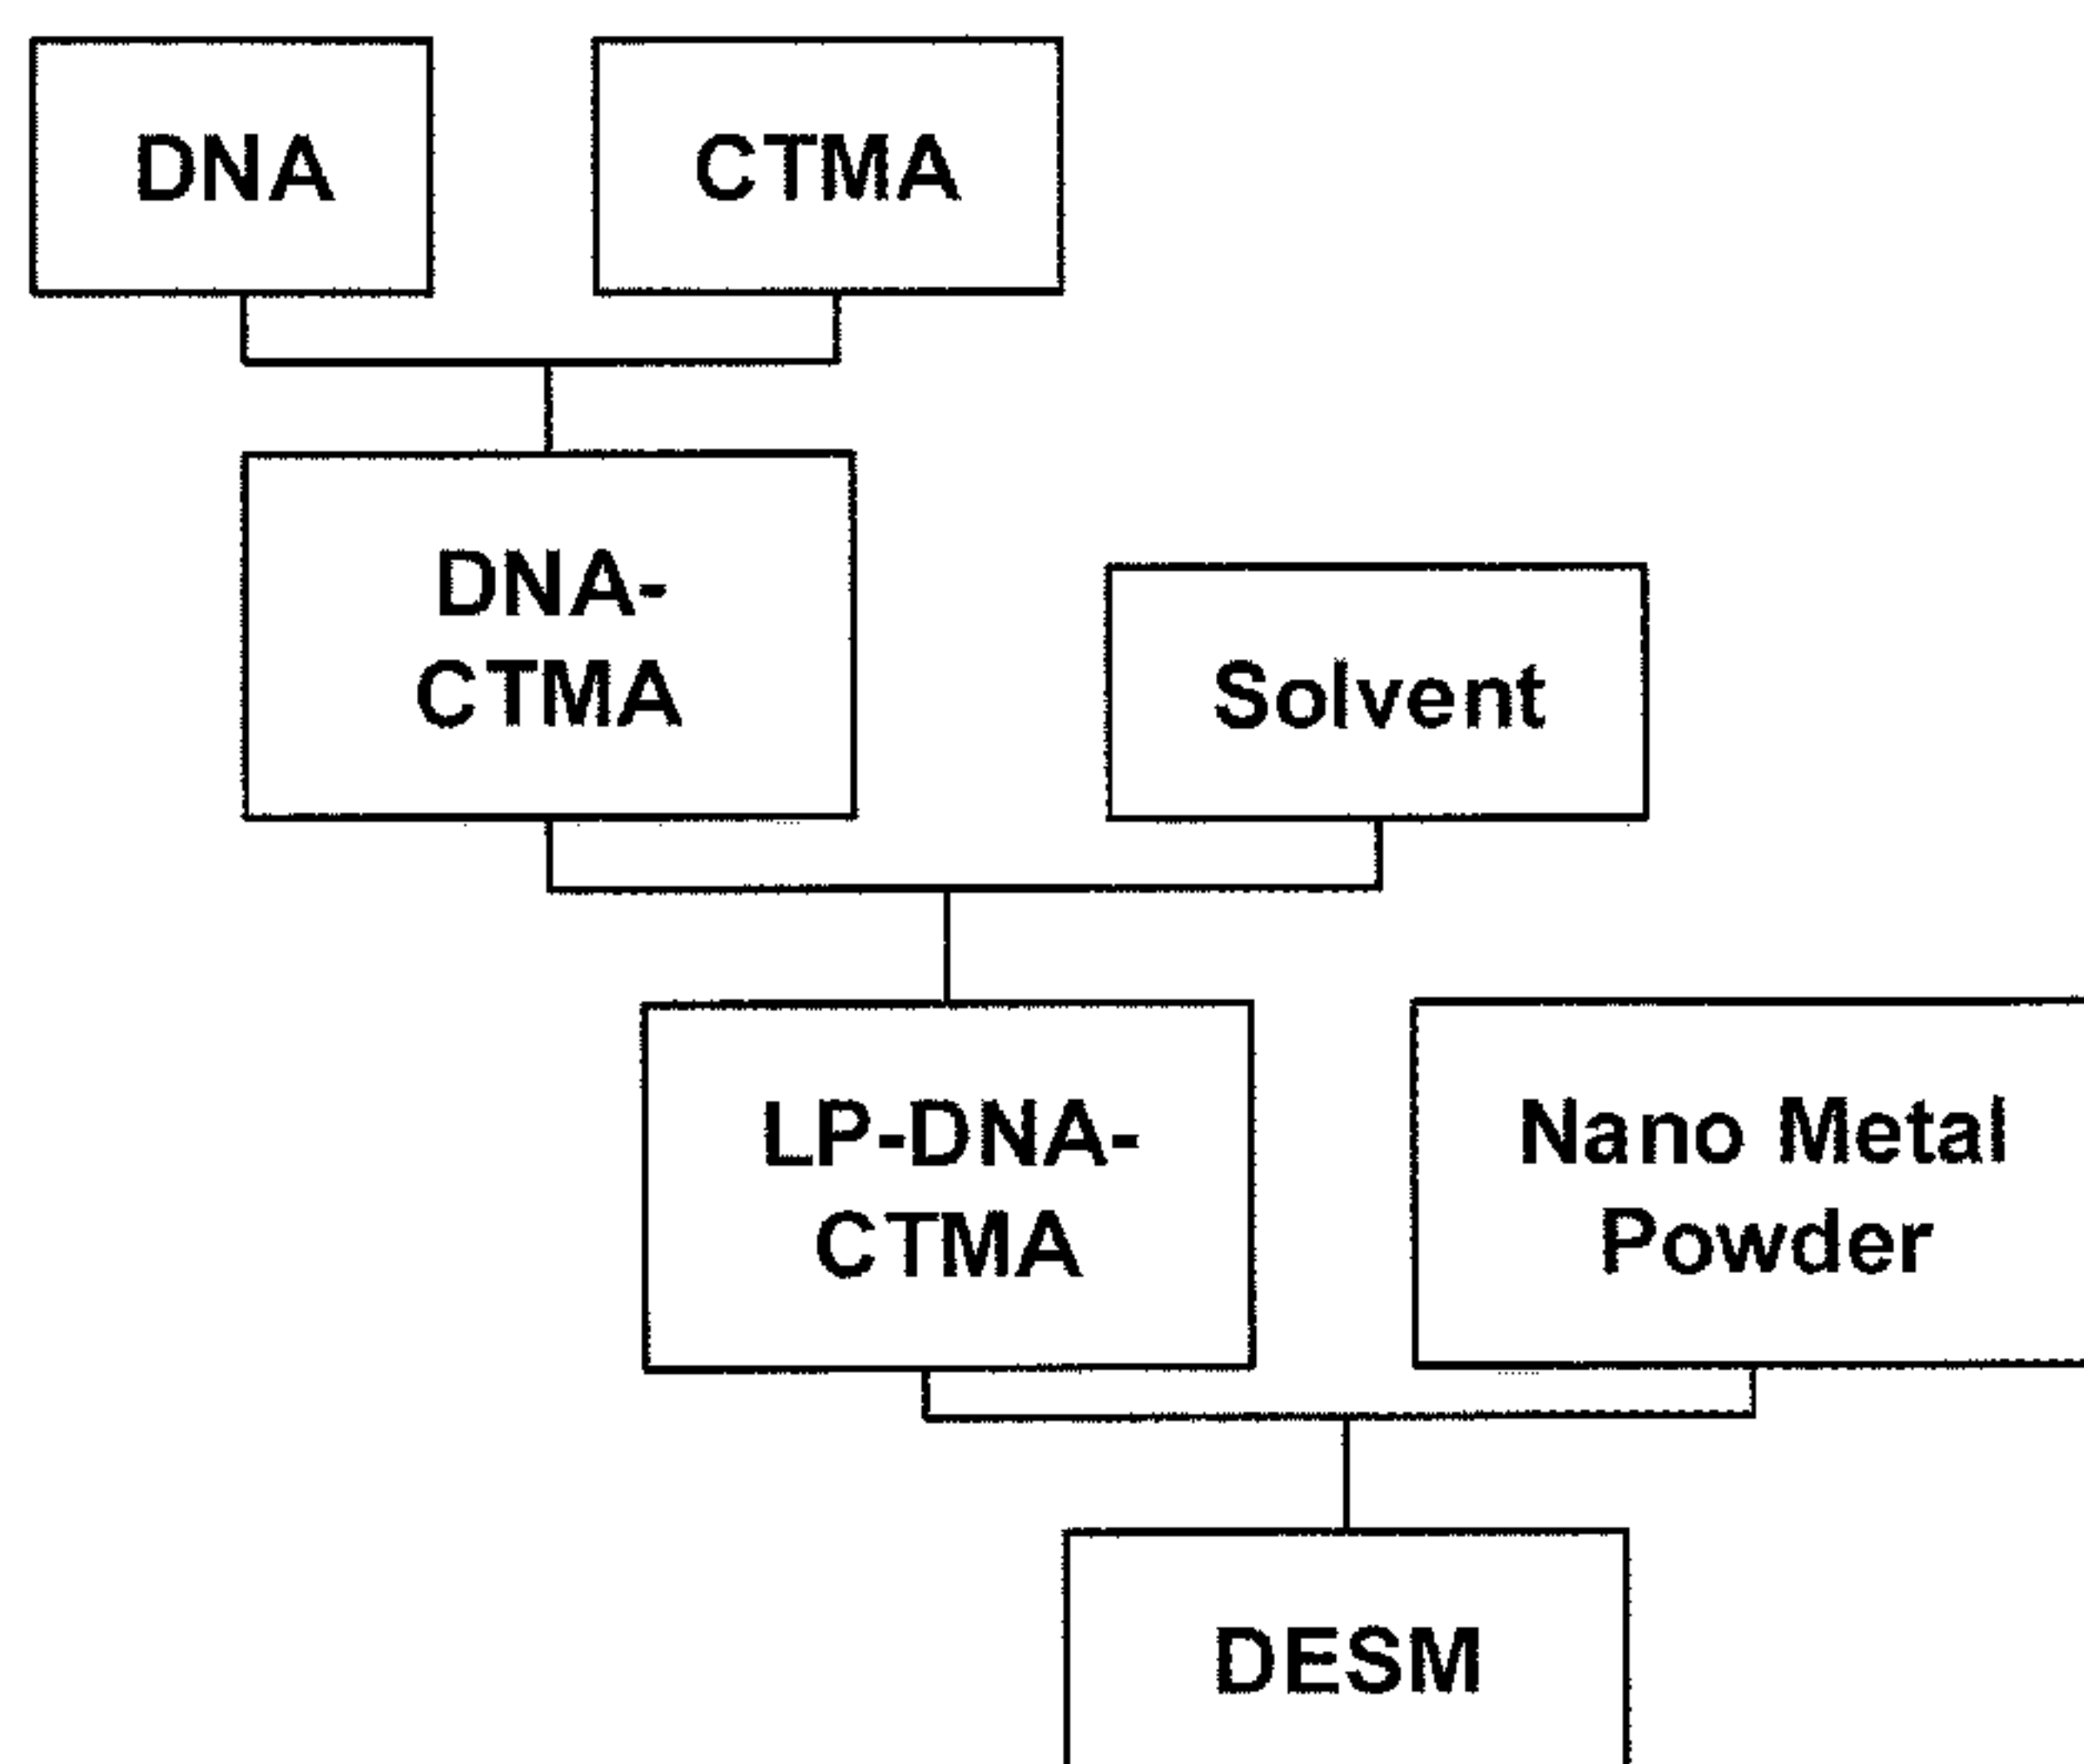 DNA
CTMA
DNA-
CTMA
Solvent
LP-DNA-
CTMA
Nano Metal
Powder
DESM